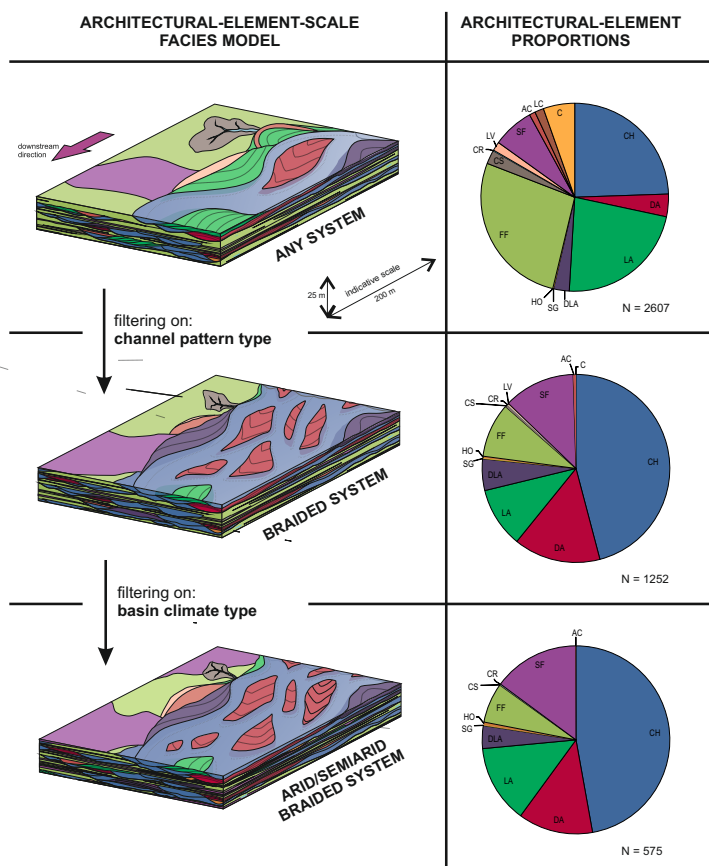 ARCHITECTURAL-ELEMENT-SCALE
FACIES MODEL
ARCHITECTURAL-ELEMENT
PROPORTIONS
downstream
direction
ANY SYSTEM
25 m
indicative scale
200 m
AC
LC
C
SF
LV
CR
CS
CH
DA
FF
LA
HO
SG
DLA
N = 2607
filtering on:
channel pattern type
BRAIDED SYSTEM
AC
C
LV
CR
CS
SF
FF
CH
HO
SG
DLA
LA
DA
N = 1252
filtering on:
basin climate type
ARID/SEMIARID
BRAIDED SYSTEM
AC
SF
CR
CS
FF
HO
SG
DLA
CH
LA
DA
N = 575